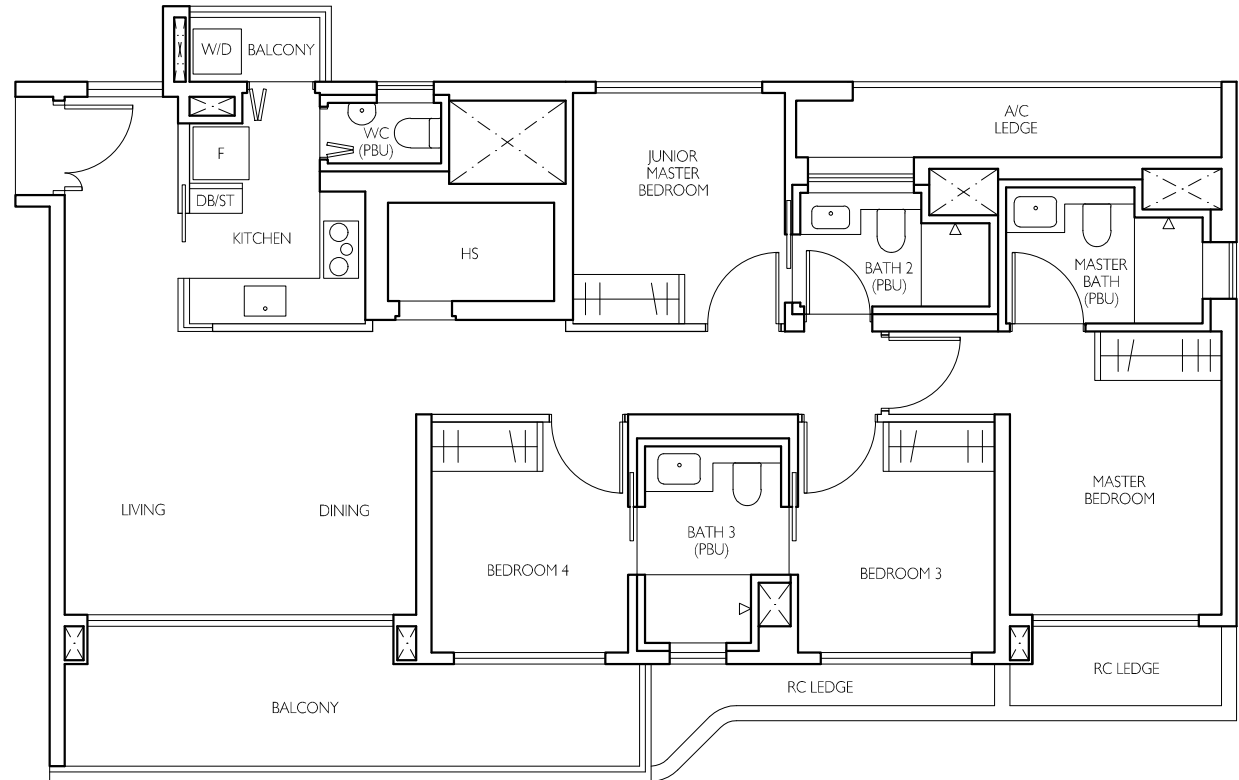 W/D
BALCONY
A/C
LEDGE
WC
(PBU)
F
JUNIOR
MASTER
BEDROOM
DB/ST
KITCHEN
HS
BATH 2
(PBU)
MASTER
BATH
(PBU)
LIVING
DINING
MASTER
BEDROOM
BATH 3
(PBU)
BEDROOM 4
BEDROOM 3
RC LEDGE
RC LEDGE
BALCONY